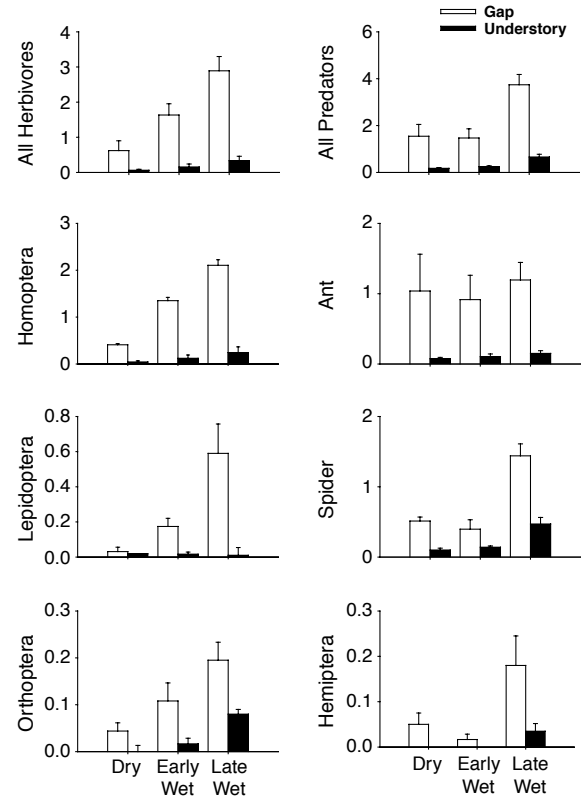 Gap
Understory
All Herbivores
4
3
2
1
0
All Predators
6
4
2
0
Homoptera
3
2
1
0
Ant
2
1
0
Lepidoptera
0.8
0.6
0.4
0.2
0.0
Spider
2
1
0
Orthoptera
0.3
0.2
0.1
0.0
Hemiptera
0.3
0.2
0.1
0.0
Dry Early Late
Wet Wet
Dry Early Late
Wet Wet